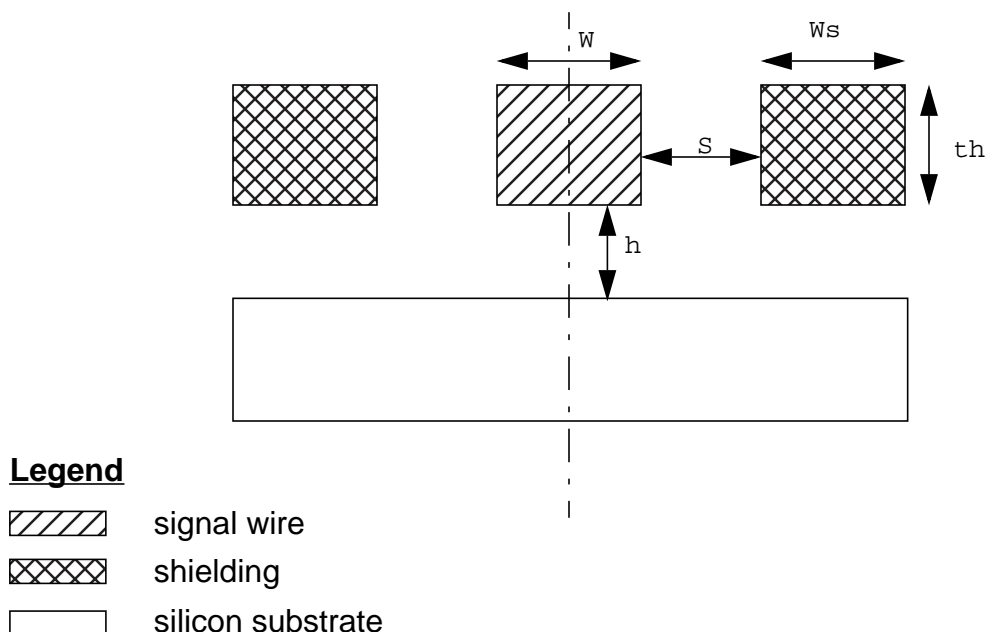 W
Ws
S
th
h
Legend
signal wire
shielding
silicon substrate